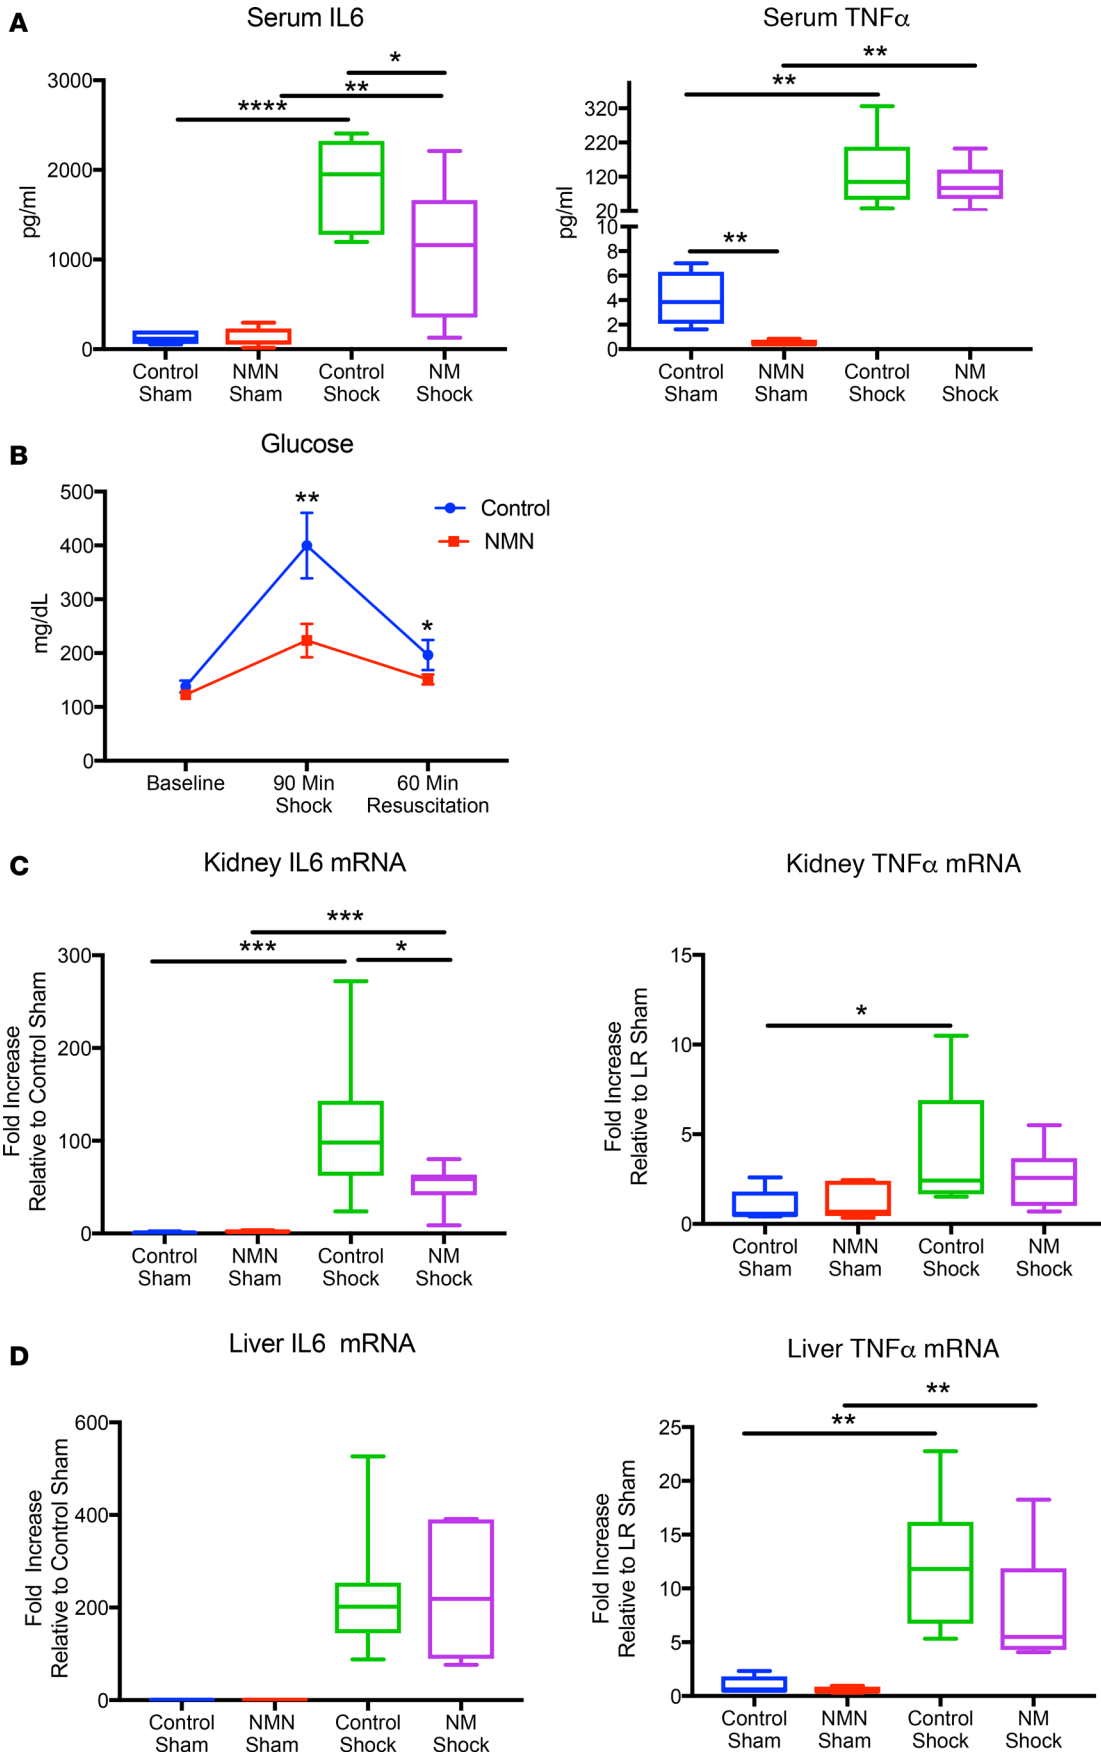 A
Serum IL6
Serum TNFα
*
**
****
3000
2000
1000
0
pg/ml
Control
Sham
NMN
Sham
Control
Shock
NM
Shock
**
**
**
320
220
120
20
10
8
6
4
2
0
pg/ml
Control
Sham
NMN
Sham
Control
Shock
NM
Shock
B
Glucose
500
400
300
200
100
0
mg/dL
**
*
Control
NMN
Baseline
90 Min
Shock
60 Min
Resuscitation
C
Kidney IL6 mRNA
Kidney TNFα mRNA
***
***
*
300
200
100
0
Fold Increase
Relative to Control Sham
Control
Sham
NMN
Sham
Control
Shock
NM
Shock
*
15
10
5
0
Fold Increase
Relative to LR Sham
Control
Sham
NMN
Sham
Control
Shock
NM
Shock
D
Liver IL6 mRNA
Liver TNFα mRNA
600
400
200
0
Fold Increase
Relative to Control Sham
Control
Sham
NMN
Sham
Control
Shock
NM
Shock
**
**
25
20
15
10
5
0
Fold Increase
Relative to LR Sham
Control
Sham
NMN
Sham
Control
Shock
NM
Shock